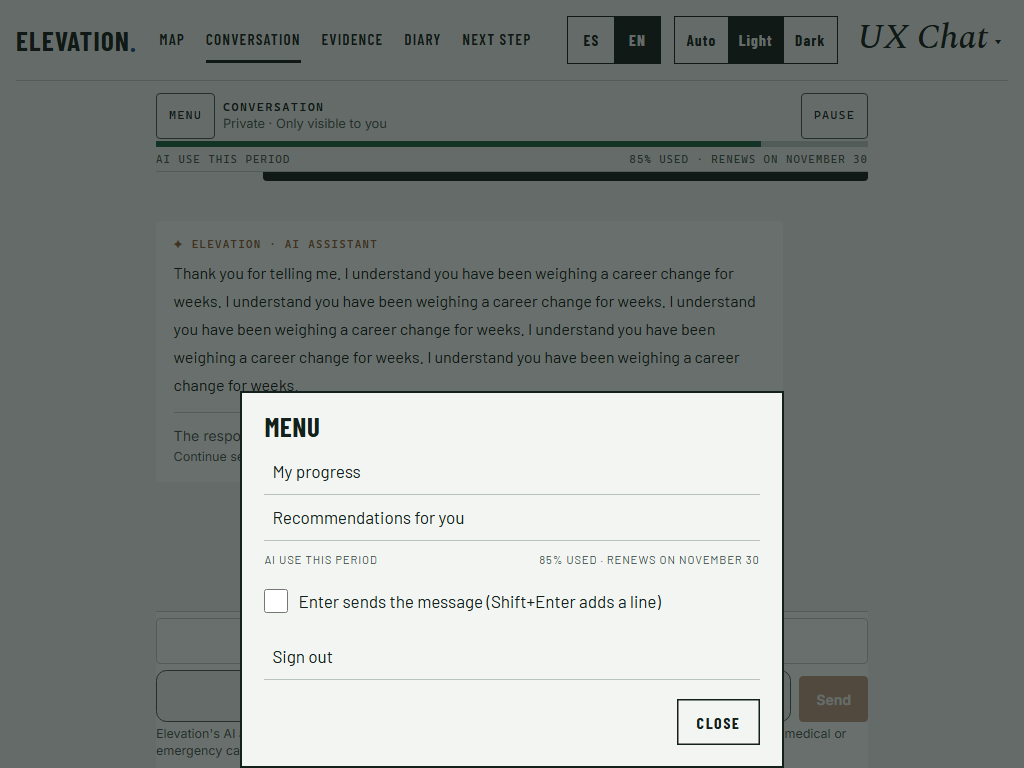 ELEVATION.
MAP CONVERSATION EVIDENCE DIARY NEXT STEP
ES EN
Auto Light Dark
UX Chat
MENU
CONVERSATION
Private · Only visible to you
PAUSE
AI USE THIS PERIOD 85% USED · RENEWS ON NOVEMBER 30
✦ ELEVATION · AI ASSISTANT
Thank you for telling me. I understand you have been weighing a career change for
weeks. I understand you have been weighing a career change for weeks. I understand
you have been weighing a career change for weeks. I understand you have been
weighing a career change for weeks. I understand you have been weighing a career
change for weeks.
The
Continue
MENU
My progress
Recommendations for you
AI USE THIS PERIOD 85% USED · RENEWS ON NOVEMBER 30
Enter sends the message (Shift+Enter adds a line)
Sign out
CLOSE
Send
Elevation's AI medical or
emergency